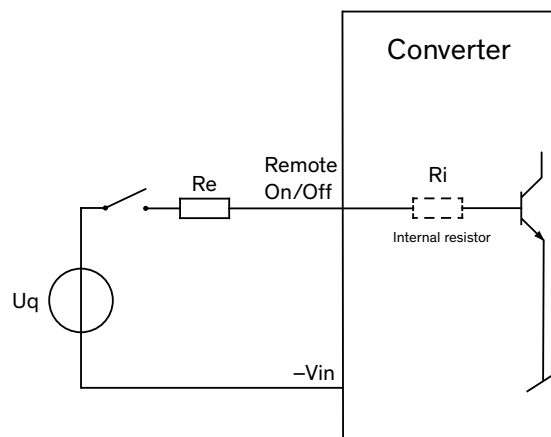 Converter
Remote
On/Off
Re
Ri
Internal resistor
Uq
–Vin